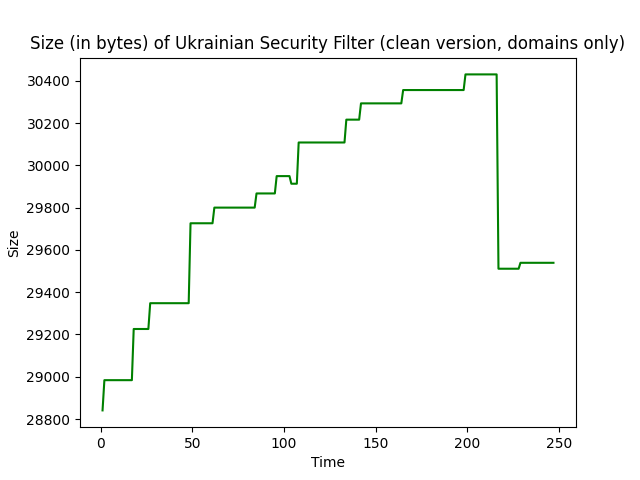 Size (in bytes) of Ukrainian Security Filter (clean version, domains only)
30400
30200
30000
29800
29600
29400
29200
29000
28800
Size
0 50 100 150 200 250
Time